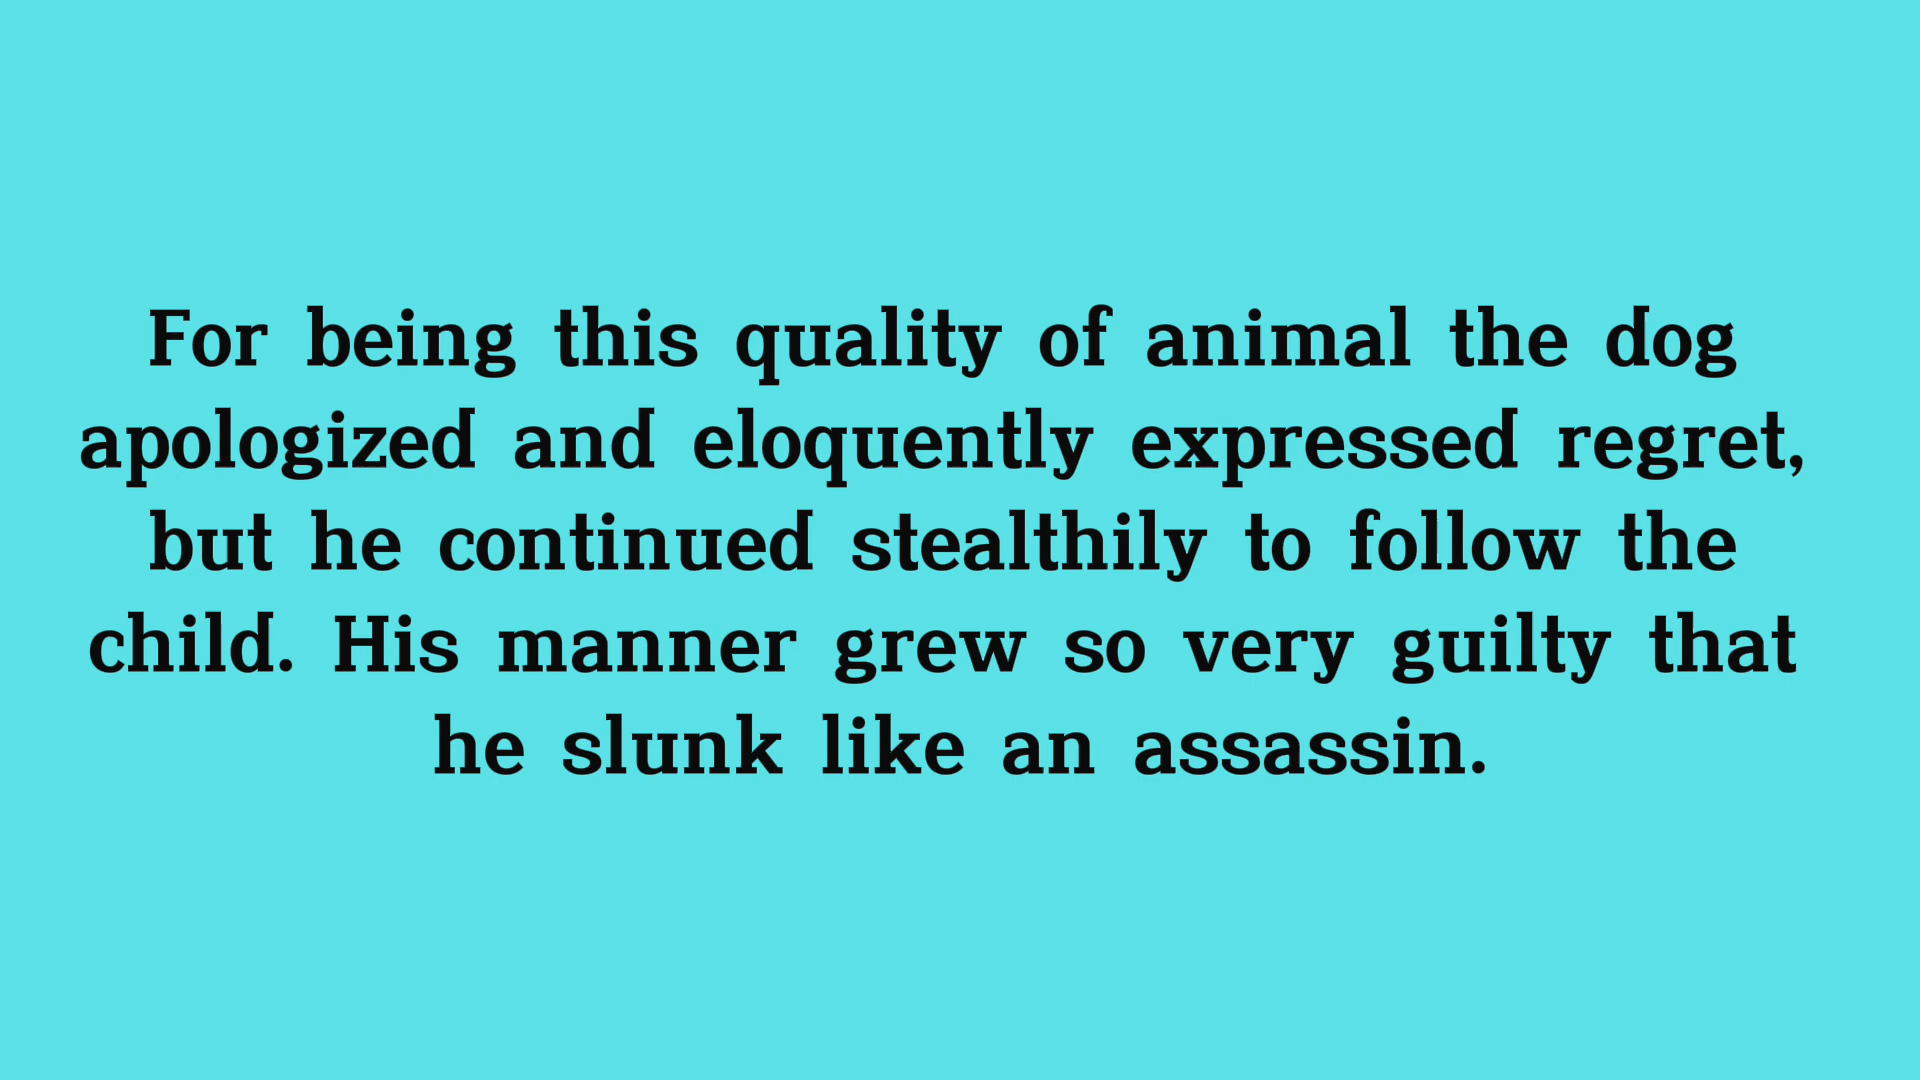 For being this quality of animal the dog
apologized and eloquently expressed regret,
but he continued stealthily to follow the
child. His manner grew so very guilty that
he slunk like an assassin.